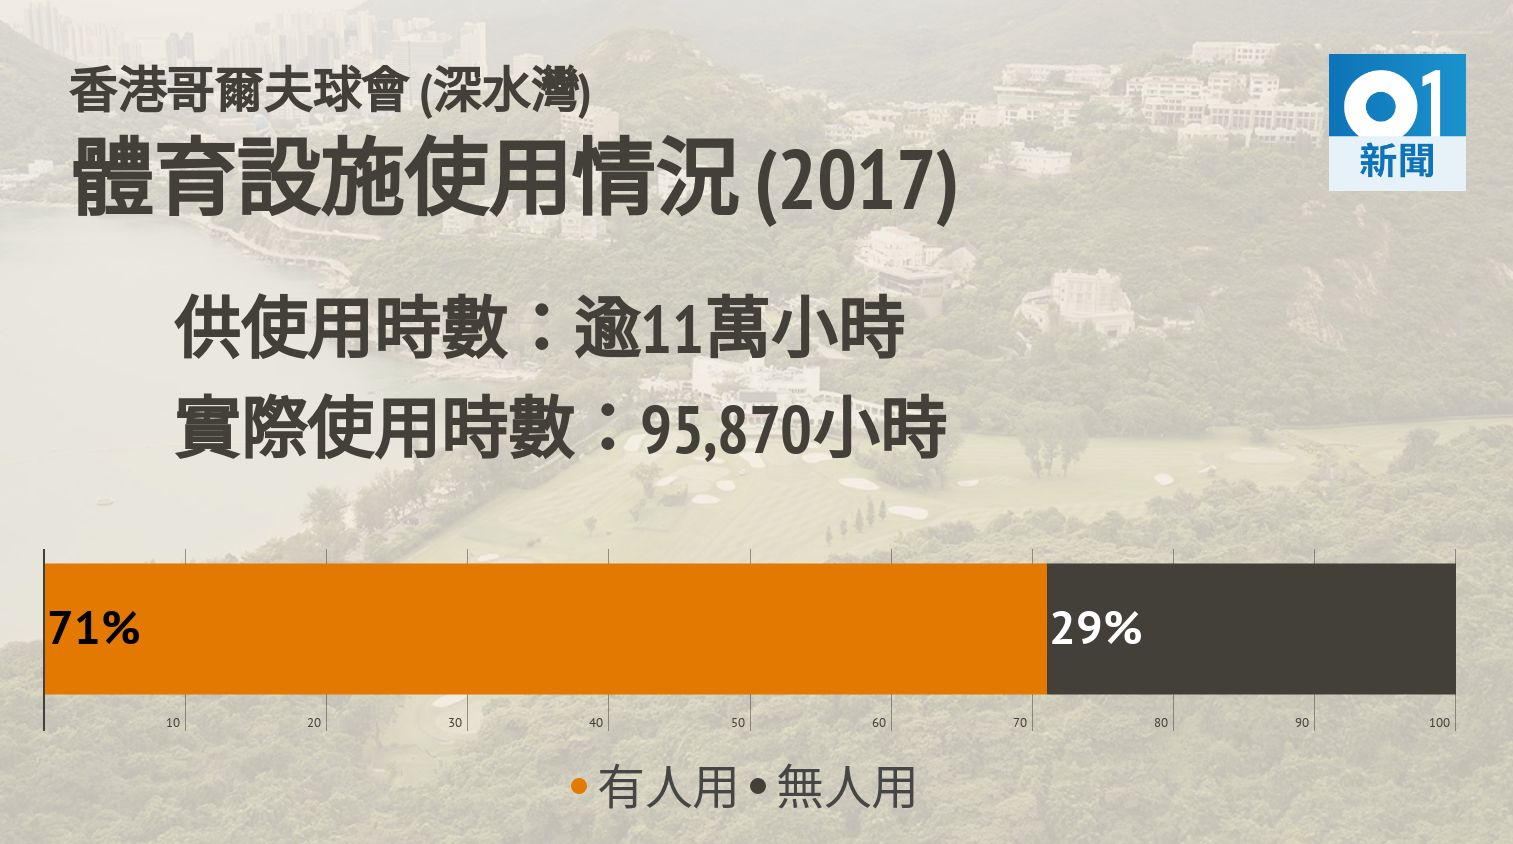 香港哥爾夫球會 (深水灣)
體育設施使用情況 (2017)
01
新聞
供使用時數：逾11萬小時
實際使用時數：95,870小時
71%
29%
10 20 30 40 50 60 70 80 90 100
有人用 無人用